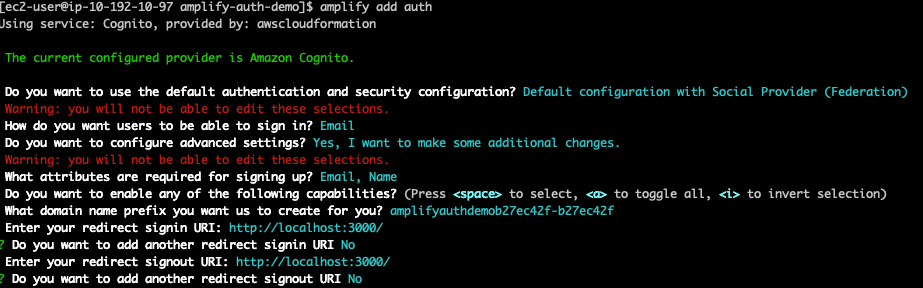 [ec2-user@ip-10-192-10-97 amplify-auth-demo]$ amplify add auth
Using service: Cognito, provided by: awscloudformation
The current configured provider is Amazon Cognito.
Do you want to use the default authentication and security configuration? Default configuration with Social Provider (Federation)
Warning: you will not be able to edit these selections.
How do you want users to be able to sign in? Email
Do you want to configure advanced settings? Yes, I want to make some additional changes.
Warning: you will not be able to edit these selections.
What attributes are required for signing up? Email, Name
Do you want to enable any of the following capabilities? (Press <space> to select, <a> to toggle all, <i> to invert selection)
What domain name prefix you want us to create for you? amplifyauthdemob27ec42f-b27ec42f
Enter your redirect signin URI: http://localhost:3000/
? Do you want to add another redirect signin URI No
Enter your redirect signout URI: http://localhost:3000/
? Do you want to add another redirect signout URI No